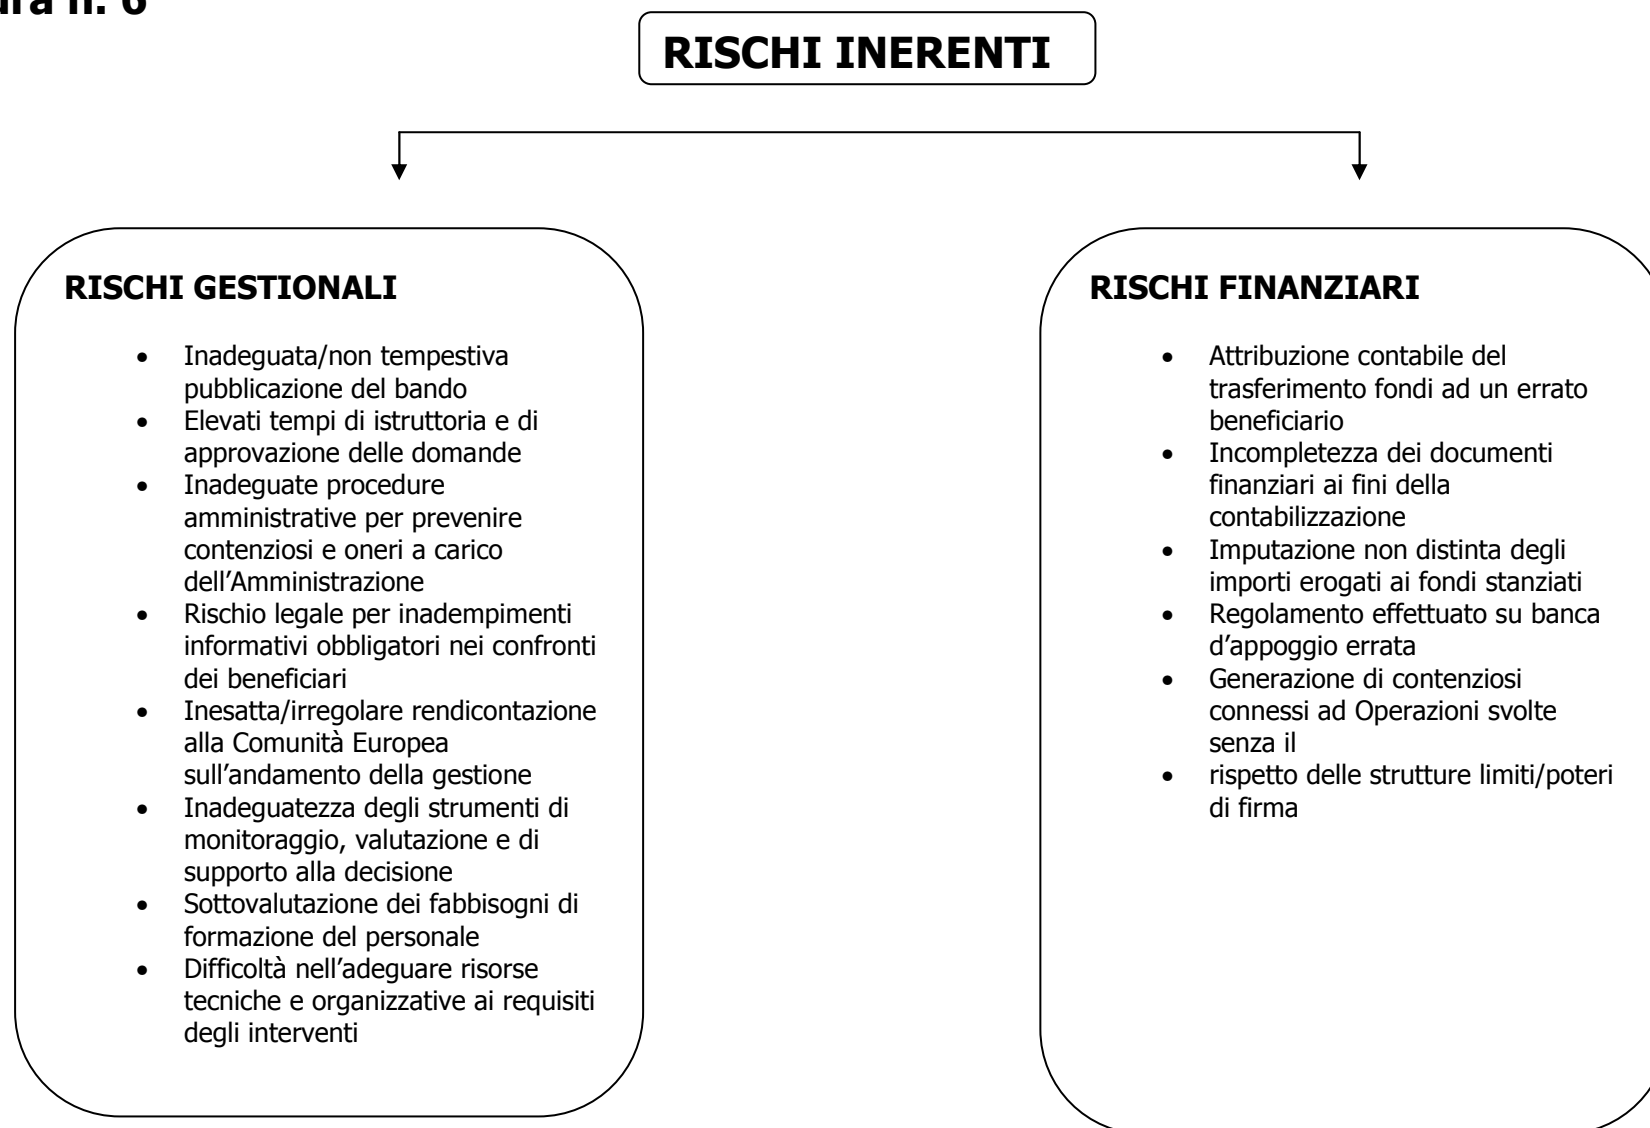 n. 6
RISCHI INERENTI
RISCHI GESTIONALI
• Inadeguata/non tempestiva
pubblicazione del bando
• Elevati tempi di istruttoria e di
approvazione delle domande
• Inadeguate procedure
amministrative per prevenire
contenziosi e oneri a carico
dell’Amministrazione
• Rischio legale per inadempimenti
informativi obbligatori nei confronti
dei beneficiari
• Inesatta/irregolare rendicontazione
alla Comunità Europea
sull’andamento della gestione
• Inadeguatezza degli strumenti di
monitoraggio, valutazione e di
supporto alla decisione
• Sottovalutazione dei fabbisogni di
formazione del personale
• Difficoltà nell’adeguare risorse
tecniche e organizzative ai requisiti
degli interventi
RISCHI FINANZIARI
• Attribuzione contabile del
trasferimento fondi ad un errato
beneficiario
• Incompletezza dei documenti
finanziari ai fini della
contabilizzazione
• Imputazione non distinta degli
importi erogati ai fondi stanziati
• Regolamento effettuato su banca
d’appoggio errata
• Generazione di contenziosi
connessi ad Operazioni svolte
senza il
• rispetto delle strutture limiti/poteri
di firma